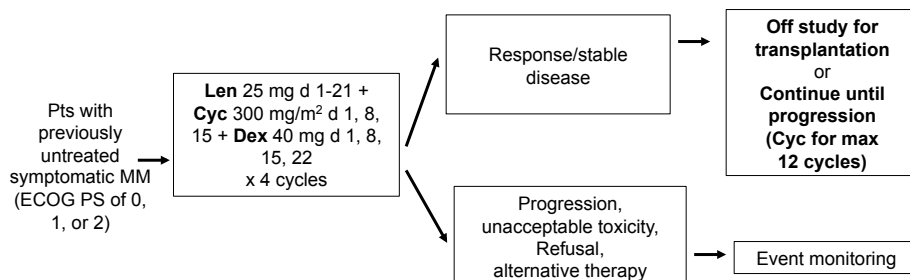 Pts with
previously
untreated
symptomatic MM
(ECOG PS of 0,
1, or 2)
Len 25 mg d 1-21 +
Cyc 300 mg/m² d 1, 8,
15 + Dex 40 mg d 1, 8,
15, 22
x 4 cycles
Response/stable
disease
Off study for
transplantation
or
Continue until
progression
(Cyc for max
12 cycles)
Progression,
unacceptable toxicity,
Refusal,
alternative therapy
Event monitoring